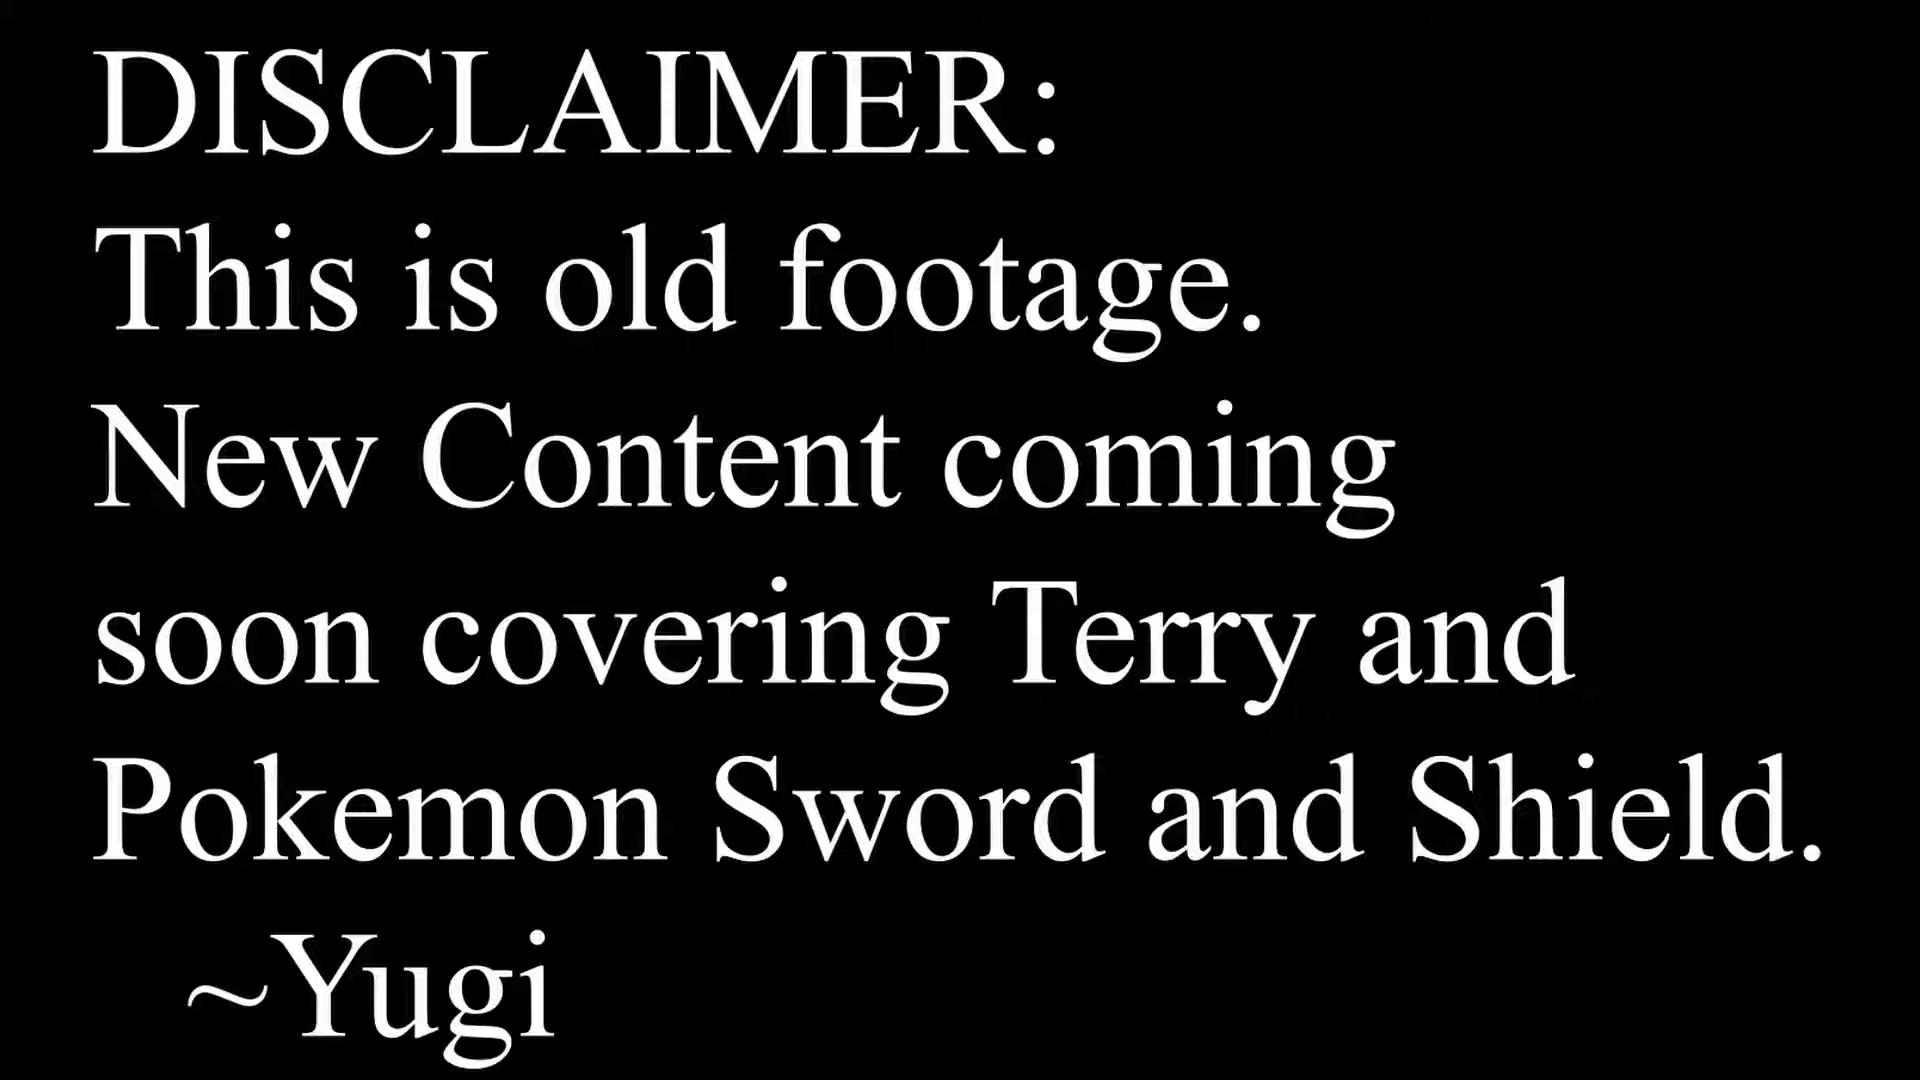 DISCLAIMER:
This is old footage.
New Content coming
soon covering Terry and
Pokemon Sword and Shield.
~Yugi